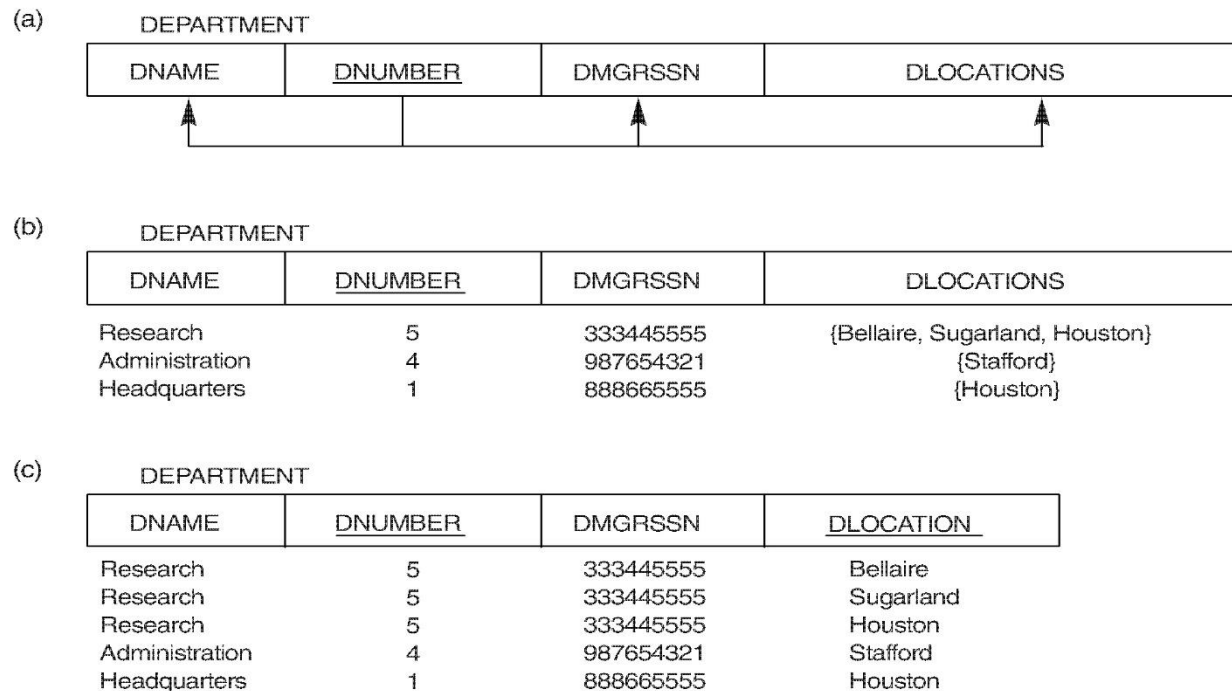 (a) DEPARTMENT
DNAME DNUMBER DMGRSSN DLOCATIONS
(b) DEPARTMENT
DNAME DNUMBER DMGRSSN DLOCATIONS
Research 5 333445555 {Bellaire, Sugarland, Houston}
Administration 4 987654321 {Stafford}
Headquarters 1 888665555 {Houston}
(c) DEPARTMENT
DNAME DNUMBER DMGRSSN DLOCATION
Research 5 333445555 Bellaire
Research 5 333445555 Sugarland
Research 5 333445555 Houston
Administration 4 987654321 Stafford
Headquarters 1 888665555 Houston